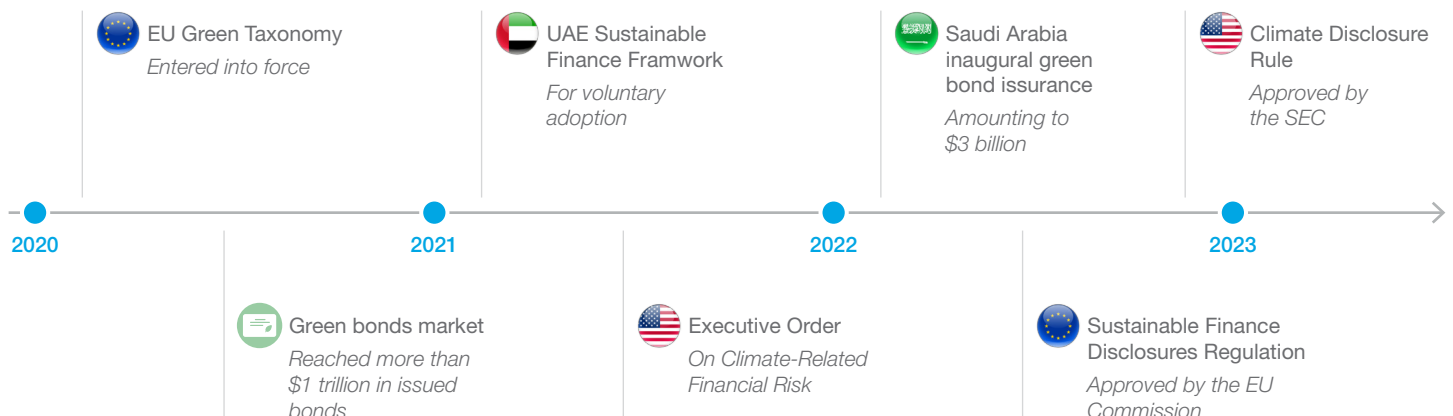 EU Green Taxonomy
Entered into force
UAE Sustainable
Finance Framwork
For voluntary
adoption
Saudi Arabia
inaugural green
bond issurance
Amounting to
$3 billion
Climate Disclosure
Rule
Approved by
the SEC
2020
2021
2022
2023
Green bonds market
Reached more than
$1 trillion in issued
bonds
Executive Order
On Climate-Related
Financial Risk
Sustainable Finance
Disclosures Regulation
Approved by the EU
Commission